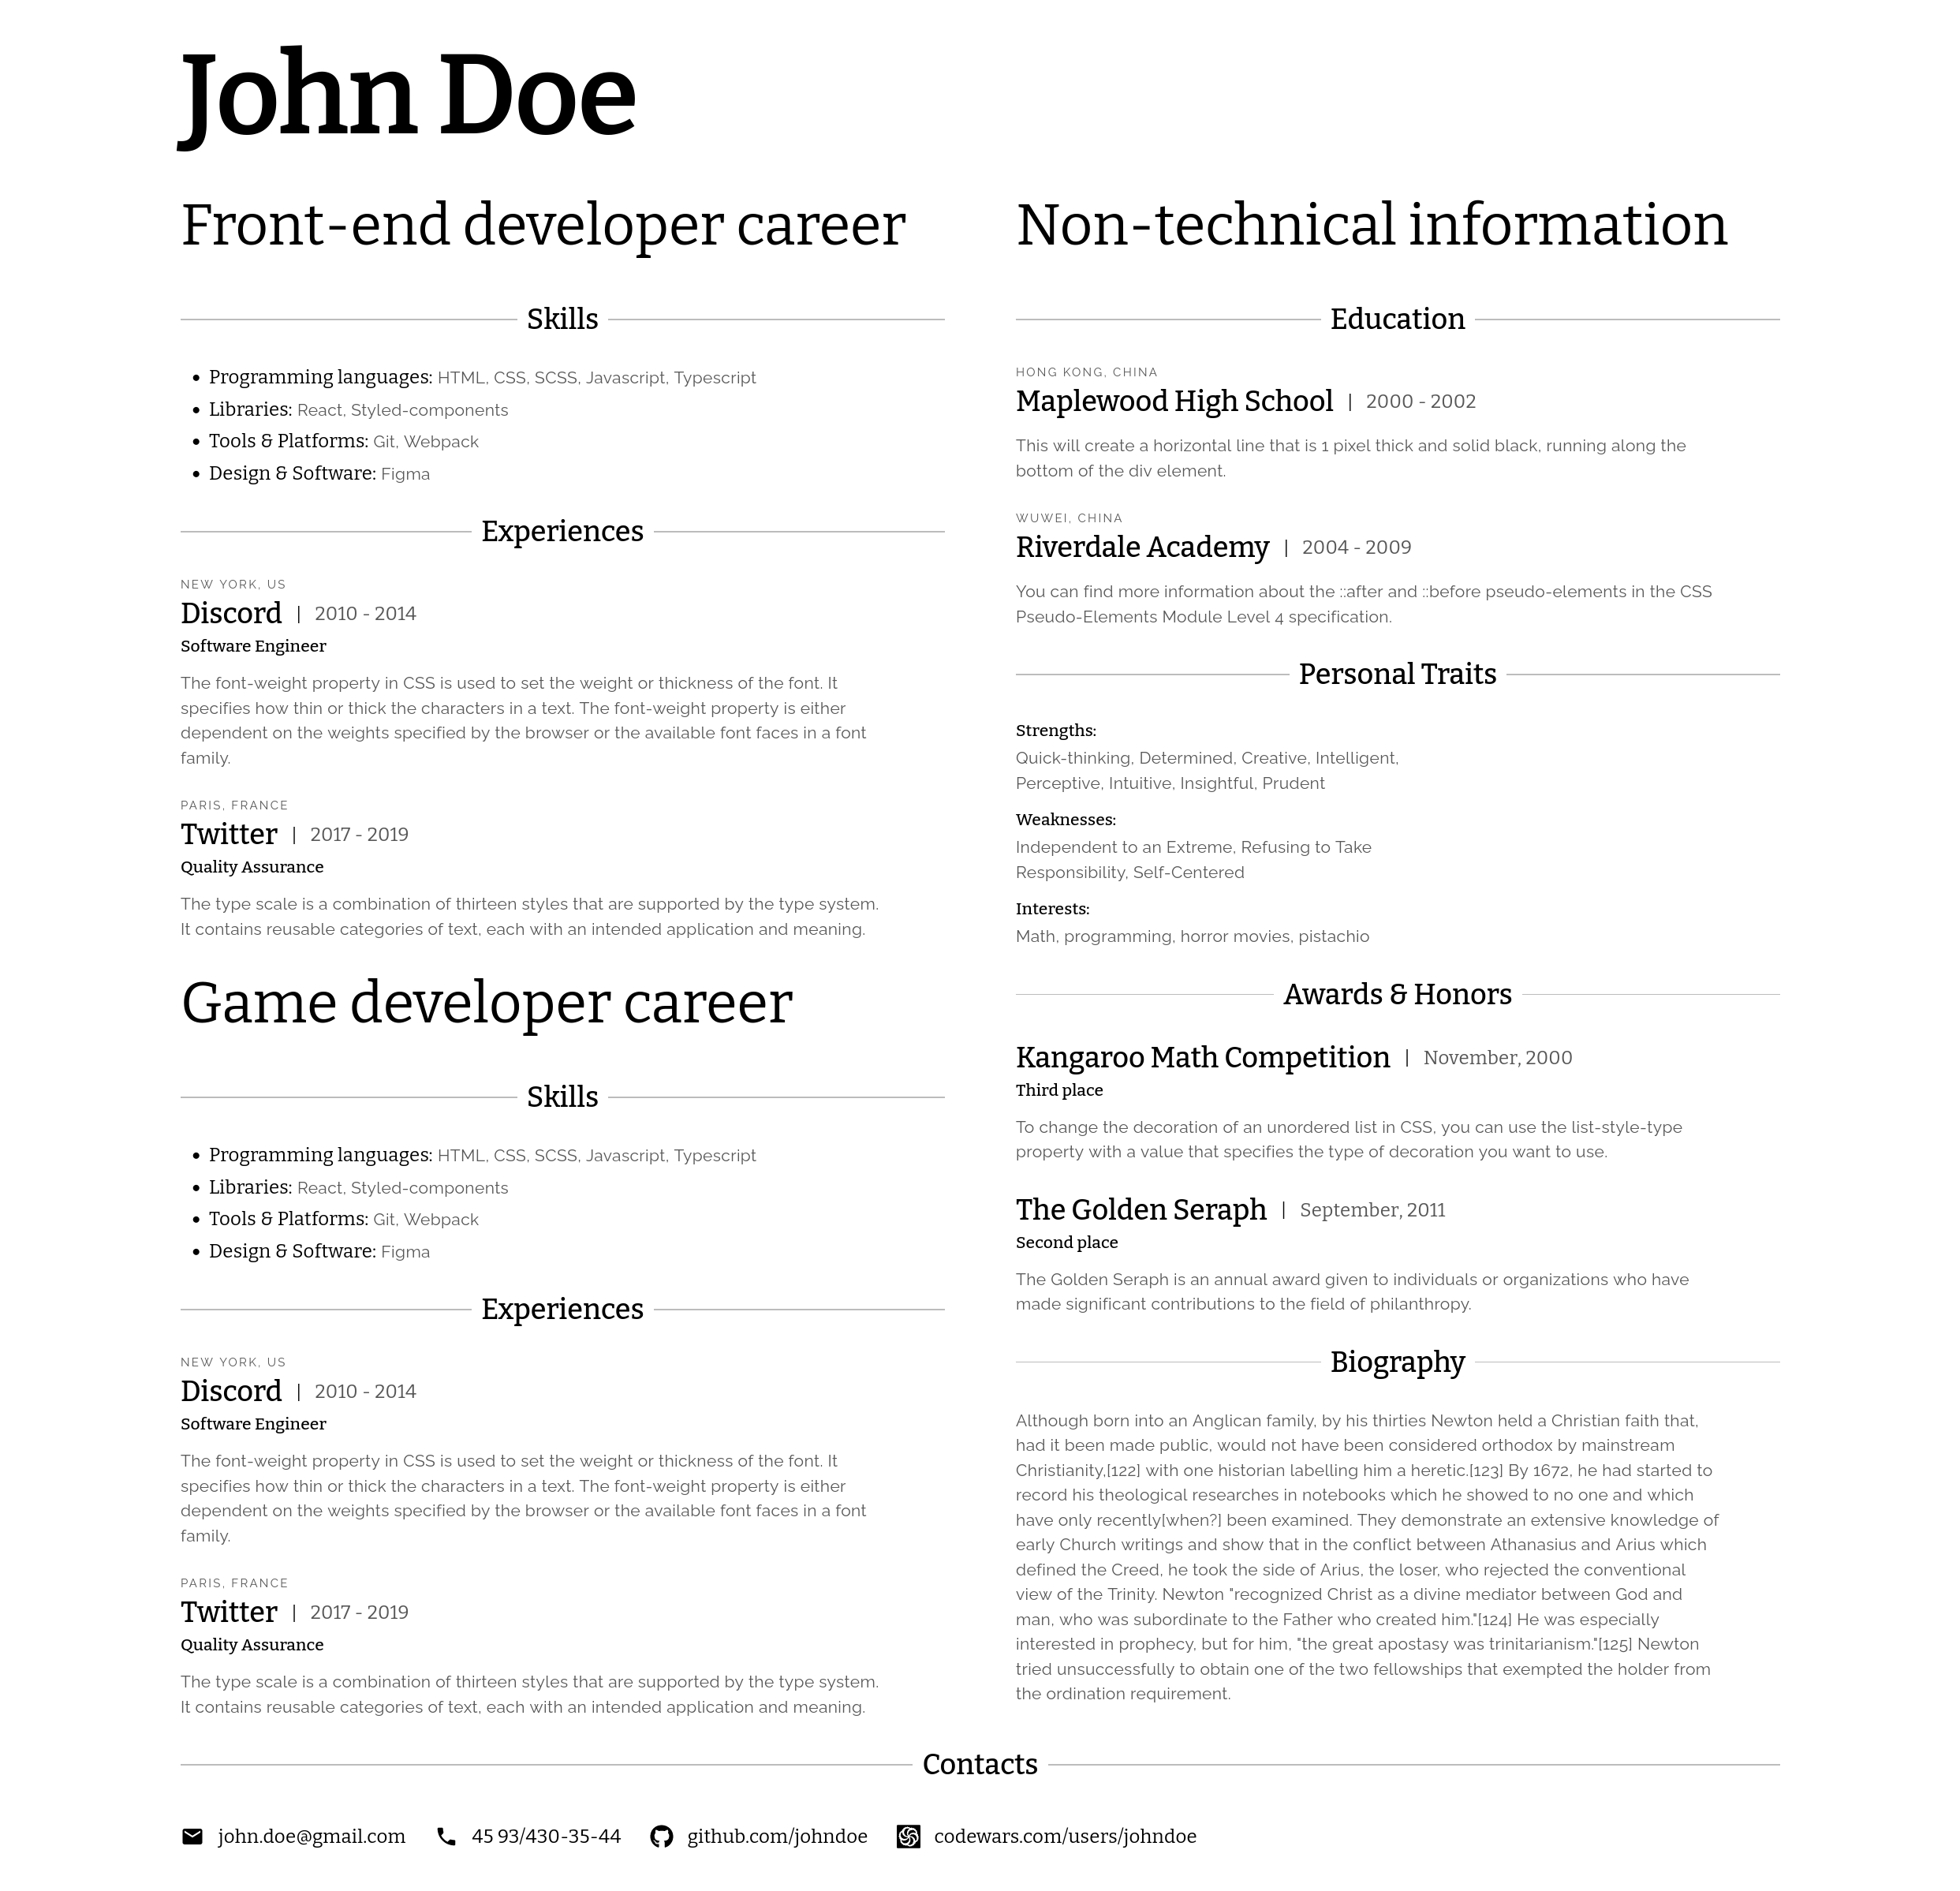 John Doe
Front-end developer career
Skills
• Programming languages: HTML, CSS, SCSS, Javascript, Typescript
• Libraries: React, Styled-components
• Tools & Platforms: Git, Webpack
• Design & Software: Figma
Experiences
NEW YORK, US
Discord | 2010 - 2014
Software Engineer
The font-weight property in CSS is used to set the weight or thickness of the font. It
specifies how thin or thick the characters in a text. The font-weight property is either
dependent on the weights specified by the browser or the available font faces in a font
family.
PARIS, FRANCE
Twitter | 2017 - 2019
Quality Assurance
The type scale is a combination of thirteen styles that are supported by the type system.
It contains reusable categories of text, each with an intended application and meaning.
Game developer career
Skills
• Programming languages: HTML, CSS, SCSS, Javascript, Typescript
• Libraries: React, Styled-components
• Tools & Platforms: Git, Webpack
• Design & Software: Figma
Experiences
NEW YORK, US
Discord | 2010 - 2014
Software Engineer
The font-weight property in CSS is used to set the weight or thickness of the font. It
specifies how thin or thick the characters in a text. The font-weight property is either
dependent on the weights specified by the browser or the available font faces in a font
family.
PARIS, FRANCE
Twitter | 2017 - 2019
Quality Assurance
The type scale is a combination of thirteen styles that are supported by the type system.
It contains reusable categories of text, each with an intended application and meaning.
Non-technical information
Education
HONG KONG, CHINA
Maplewood High School | 2000 - 2002
This will create a horizontal line that is 1 pixel thick and solid black, running along the
bottom of the div element.
WUWEI, CHINA
Riverdale Academy | 2004 - 2009
You can find more information about the ::after and ::before pseudo-elements in the CSS
Pseudo-Elements Module Level 4 specification.
Personal Traits
Strengths:
Quick-thinking, Determined, Creative, Intelligent,
Perceptive, Intuitive, Insightful, Prudent
Weaknesses:
Independent to an Extreme, Refusing to Take
Responsibility, Self-Centered
Interests:
Math, programming, horror movies, pistachio
Awards & Honors
Kangaroo Math Competition | November, 2000
Third place
To change the decoration of an unordered list in CSS, you can use the list-style-type
property with a value that specifies the type of decoration you want to use.
The Golden Seraph | September, 2011
Second place
The Golden Seraph is an annual award given to individuals or organizations who have
made significant contributions to the field of philanthropy.
Biography
Although born into an Anglican family, by his thirties Newton held a Christian faith that,
had it been made public, would not have been considered orthodox by mainstream
Christianity,[122] with one historian labelling him a heretic.[123] By 1672, he had started to
record his theological researches in notebooks which he showed to no one and which
have only recently[when?] been examined. They demonstrate an extensive knowledge of
early Church writings and show that in the conflict between Athanasius and Arius which
defined the Creed, he took the side of Arius, the loser, who rejected the conventional
view of the Trinity. Newton "recognized Christ as a divine mediator between God and
man, who was subordinate to the Father who created him."[124] He was especially
interested in prophecy, but for him, "the great apostasy was trinitarianism."[125] Newton
tried unsuccessfully to obtain one of the two fellowships that exempted the holder from
the ordination requirement.
Contacts
john.doe@gmail.com 45 93/430-35-44 github.com/johndoe codewars.com/users/johndoe